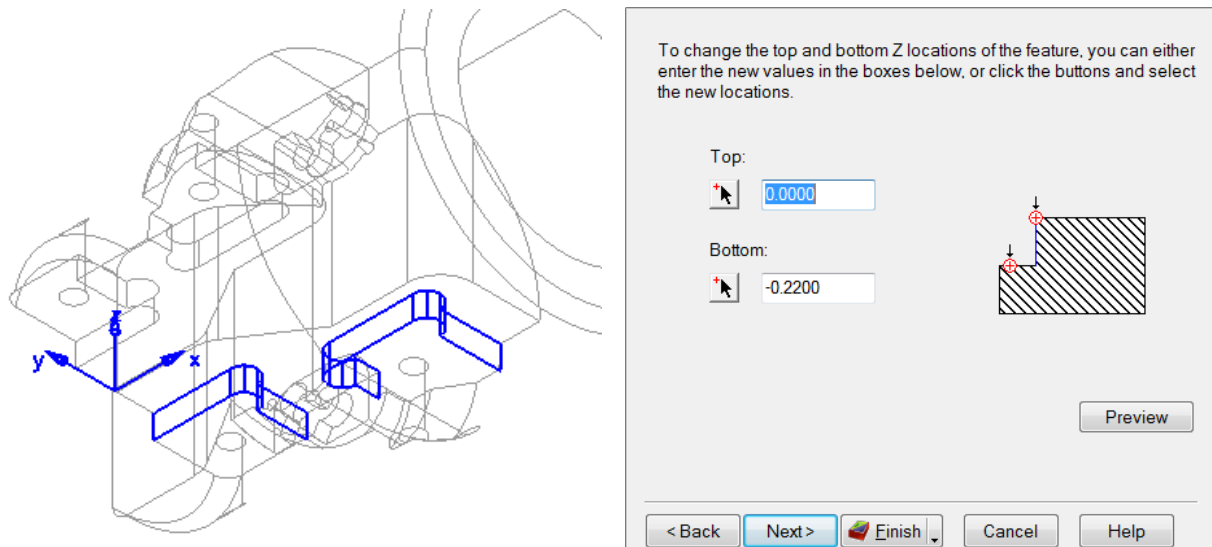 To change the top and bottom Z locations of the feature, you can either
enter the new values in the boxes below, or click the buttons and select
the new locations.
Top:
0.0000
Bottom:
-0.2200
z
y
x
Preview
< Back
Next >
Finish
Cancel
Help